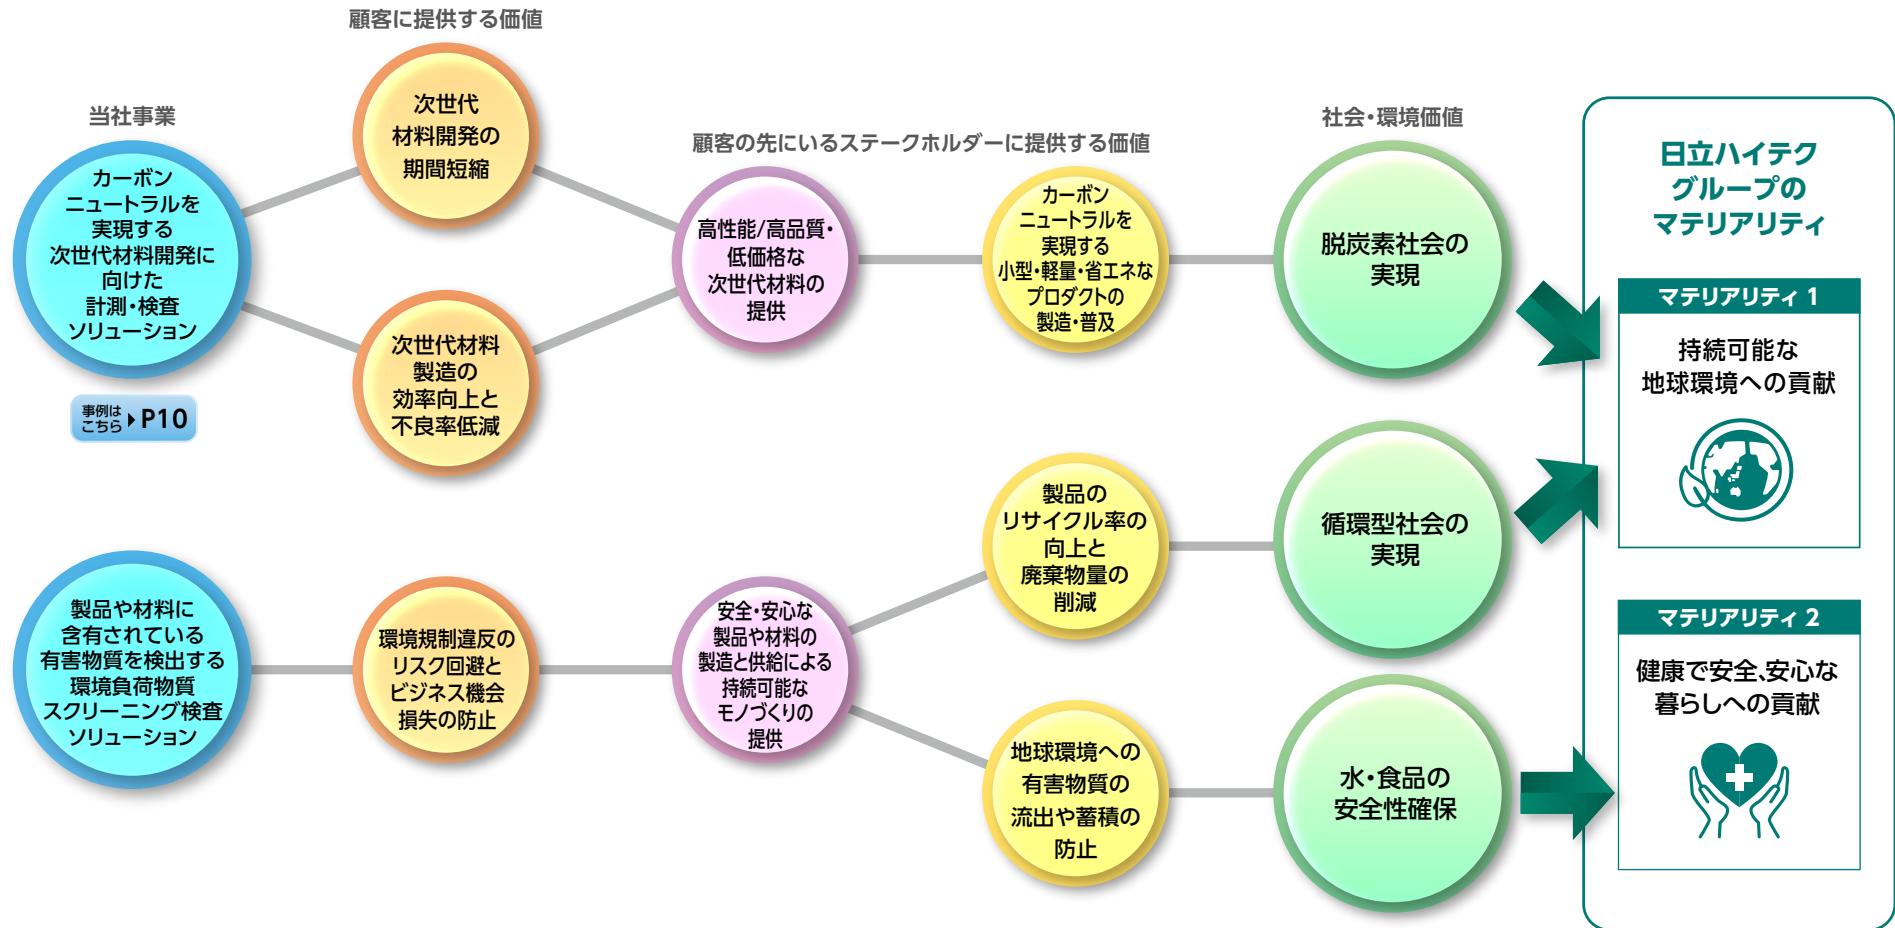 顧客に提供する価値
当社事業
顧客の先にいるステークホルダーに提供する価値
社会・環境価値
カーボン
ニュートラルを
実現する
次世代材料開発に
向けた
計測・検査
ソリューション
事例は
こちら
P10
次世代
材料開発の
期間短縮
次世代材料
製造の
効率向上と
不良率低減
高性能/高品質・
低価格な
次世代材料の
提供
カーボン
ニュートラルを
実現する
小型・軽量・省エネな
プロダクトの
製造・普及
脱炭素社会の
実現
製品や材料に
含有されている
有害物質を検出する
環境負荷物質
スクリーニング検査
ソリューション
環境規制違反の
リスク回避と
ビジネス機会
損失の防止
安全・安心な
製品や材料の
製造と供給による
持続可能な
モノづくりの
提供
製品の
リサイクル率の
向上と
廃棄物量の
削減
循環型社会の
実現
地球環境への
有害物質の
流出や蓄積の
防止
水・食品の
安全性確保
日立ハイテク
グループの
マテリアリティ
マテリアリティ 1
持続可能な
地球環境への貢献
マテリアリティ 2
健康で安全、安心な
暮らしへの貢献